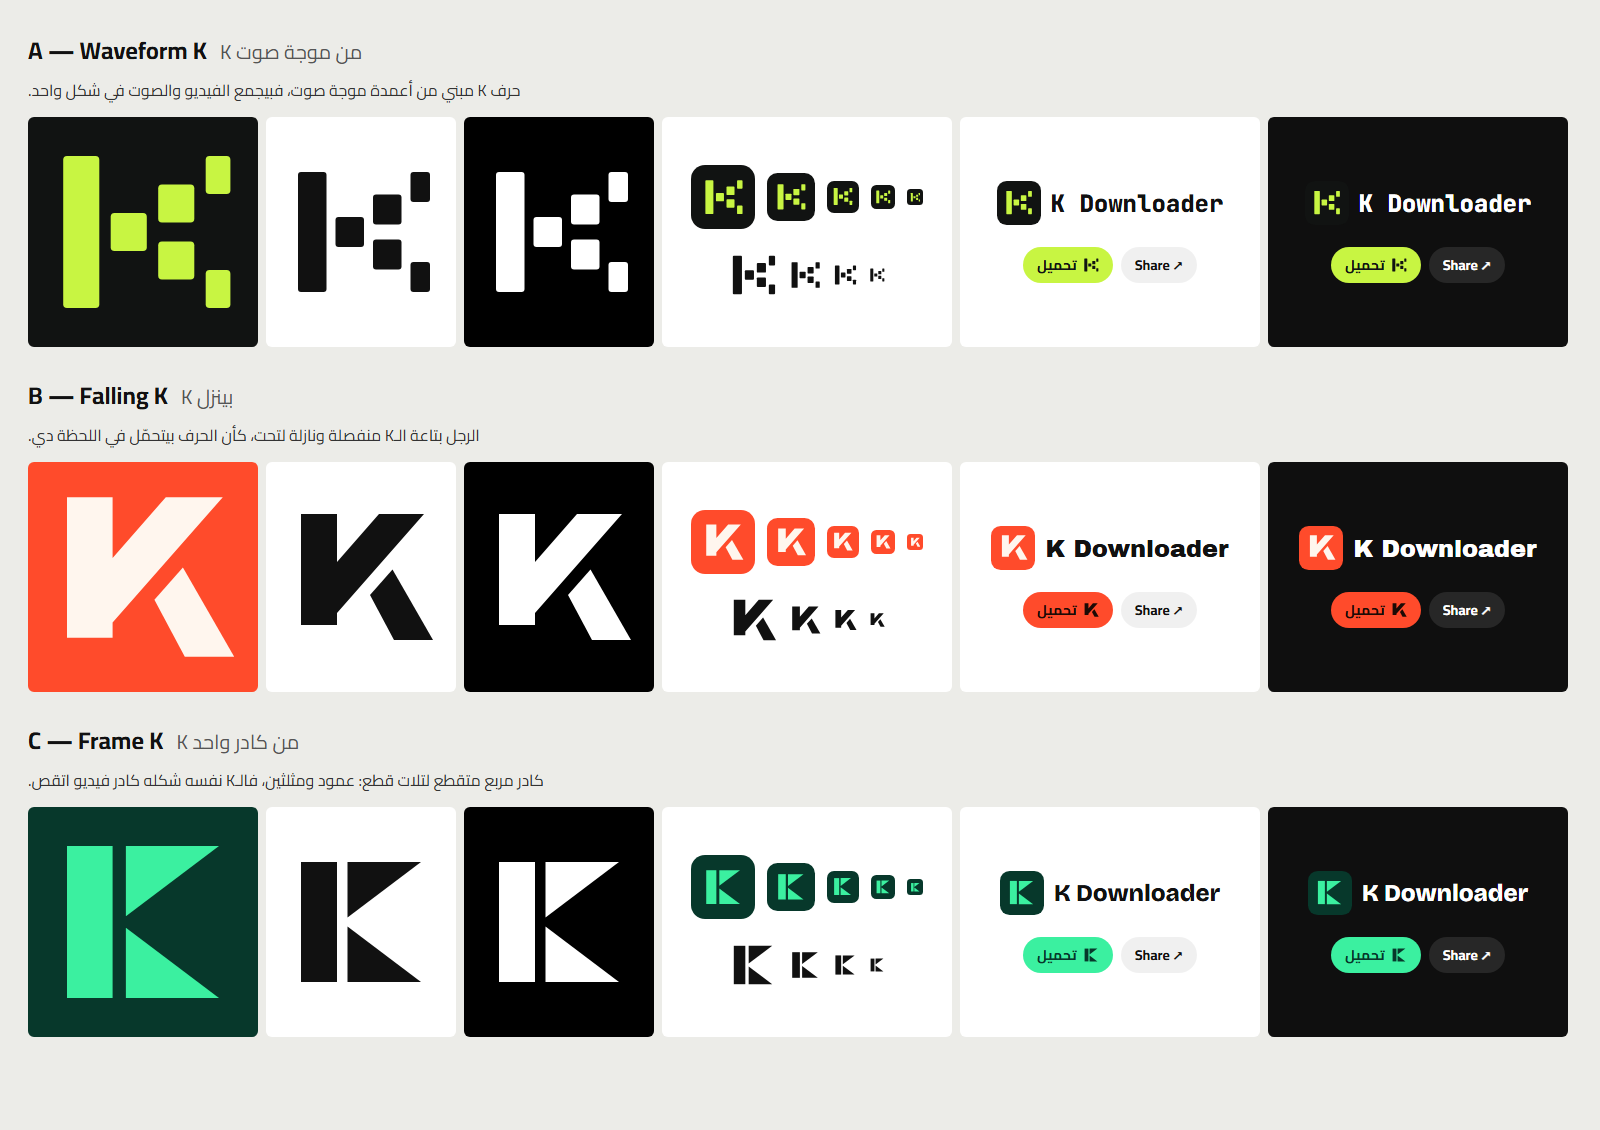 A — Waveform K K من موجة صوت
حرف K مبني من أعمدة موجة صوت، فبيجمع الفيديو والصوت في شكل واحد.
K Downloader
تحميل
Share ↗
K Downloader
تحميل
Share ↗
B — Falling K K بينزل
الرجل بتاعة الـK منفصلة ونازلة لتحت، كأن الحرف بيتحمّل في اللحظة دي.
K Downloader
تحميل
Share ↗
K Downloader
تحميل
Share ↗
C — Frame K K من كادر واحد
كادر مربع متقطع لتلات قطع: عمود ومثلثين، فالـK نفسه شكله كادر فيديو اتقص.
K Downloader
تحميل
Share ↗
K Downloader
تحميل
Share ↗